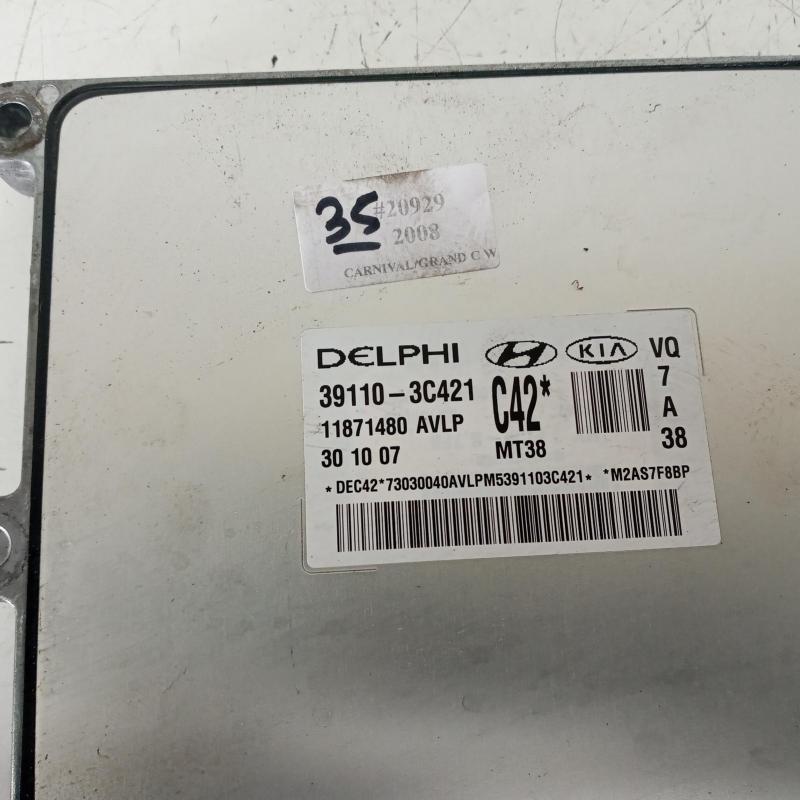 35 #20929
2008
CARNIVAL/GRAND C W
DELPHI HYUNDAI KIA VQ
39110-3C421 C42* 7
11871480 AVLP A
30 10 07 MT38 38
*DEC42*73030040AVLPM5391103C421* *M2AS7F8BP